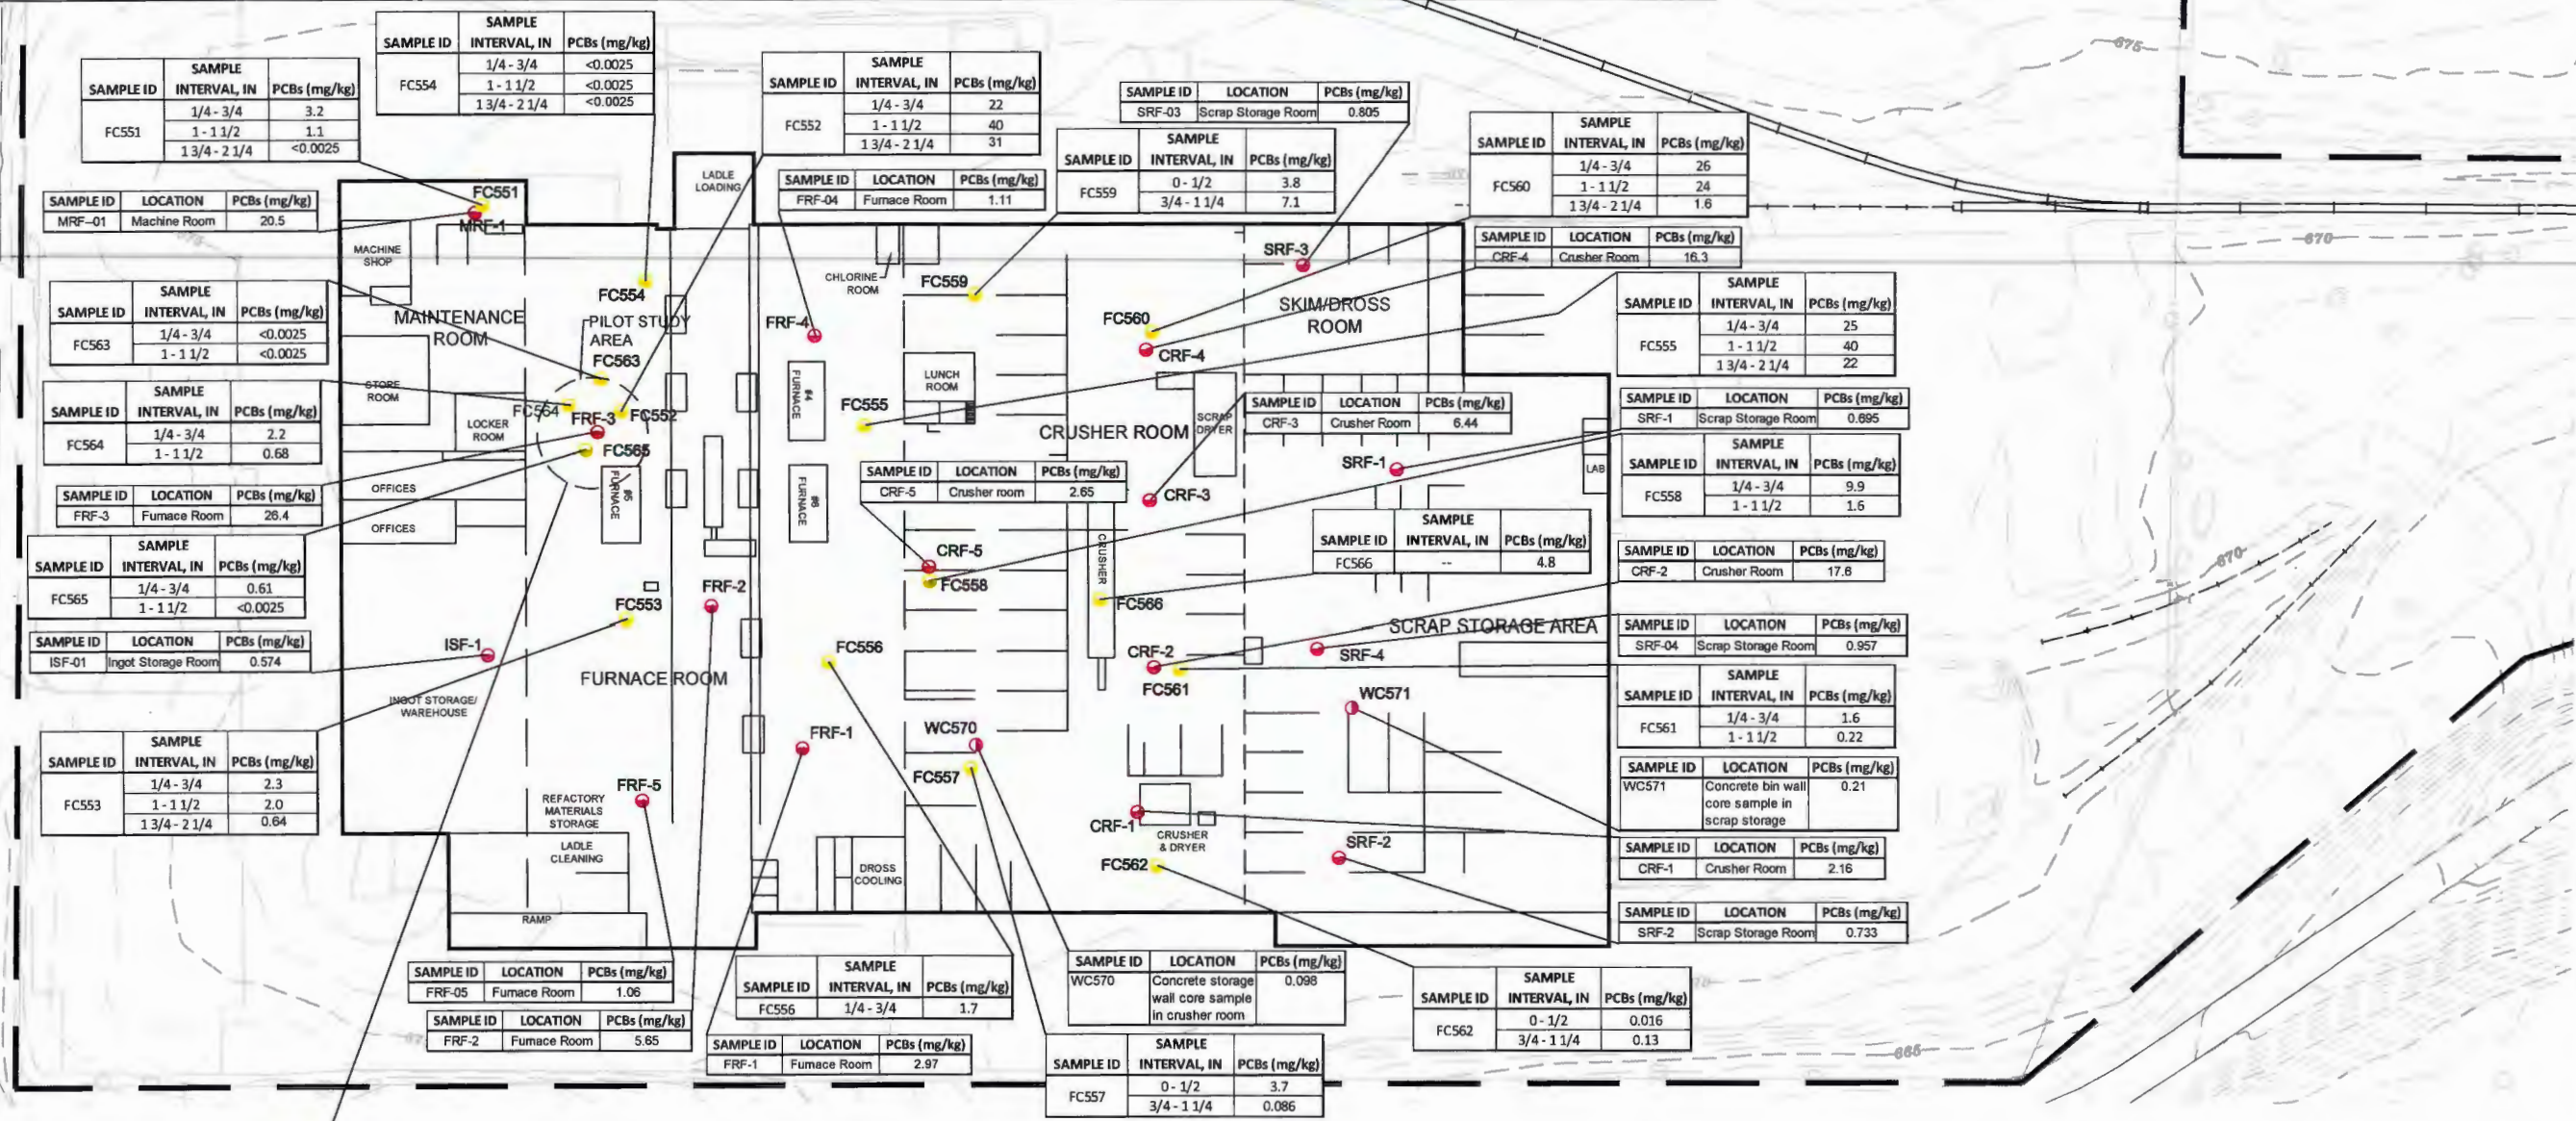 SAMPLE ID SAMPLE INTERVAL, IN PCBs (mg/kg)
FC554
1/4 - 3/4 <0.0025
1 - 1 1/2 <0.0025
1 3/4 - 2 1/4 <0.0025
SAMPLE ID SAMPLE INTERVAL, IN PCBs (mg/kg)
FC551
1/4 - 3/4 3.2
1 - 1 1/2 1.1
1 3/4 - 2 1/4 <0.0025
SAMPLE ID SAMPLE INTERVAL, IN PCBs (mg/kg)
FC552
1/4 - 3/4 22
1 - 1 1/2 40
1 3/4 - 2 1/4 31
SAMPLE ID LOCATION PCBs (mg/kg)
SRF-03 Scrap Storage Room 0.805
SAMPLE ID SAMPLE INTERVAL, IN PCBs (mg/kg)
FC559
0 - 1/2 3.8
3/4 - 1 1/4 7.1
SAMPLE ID SAMPLE INTERVAL, IN PCBs (mg/kg)
FC560
1/4 - 3/4 26
1 - 1 1/2 24
1 3/4 - 2 1/4 1.6
SAMPLE ID LOCATION PCBs (mg/kg)
MRF--01 Machine Room 20.5
SAMPLE ID LOCATION PCBs (mg/kg)
FRF-04 Furnace Room 1.11
SAMPLE ID LOCATION PCBs (mg/kg)
CRF-4 Crusher Room 16.3
SAMPLE ID SAMPLE INTERVAL, IN PCBs (mg/kg)
FC563
1/4 - 3/4 <0.0025
1 - 1 1/2 <0.0025
SAMPLE ID SAMPLE INTERVAL, IN PCBs (mg/kg)
FC555
1/4 - 3/4 25
1 - 1 1/2 40
1 3/4 - 2 1/4 22
SAMPLE ID SAMPLE INTERVAL, IN PCBs (mg/kg)
FC564
1/4 - 3/4 2.2
1 - 1 1/2 0.68
SAMPLE ID LOCATION PCBs (mg/kg)
CRF-3 Crusher Room 6.44
SAMPLE ID LOCATION PCBs (mg/kg)
SRF-1 Scrap Storage Room 0.695
SAMPLE ID SAMPLE INTERVAL, IN PCBs (mg/kg)
FC558
1/4 - 3/4 9.9
1 - 1 1/2 1.6
SAMPLE ID LOCATION PCBs (mg/kg)
FRF-3 Furnace Room 26.4
SAMPLE ID LOCATION PCBs (mg/kg)
CRF-5 Crusher room 2.65
SAMPLE ID SAMPLE INTERVAL, IN PCBs (mg/kg)
FC566 -- 4.8
SAMPLE ID SAMPLE INTERVAL, IN PCBs (mg/kg)
FC565
1/4 - 3/4 0.61
1 - 1 1/2 <0.0025
SAMPLE ID LOCATION PCBs (mg/kg)
CRF-2 Crusher Room 17.6
SAMPLE ID LOCATION PCBs (mg/kg)
ISF-01 Ingot Storage Room 0.574
SAMPLE ID LOCATION PCBs (mg/kg)
SRF-04 Scrap Storage Room 0.957
SAMPLE ID SAMPLE INTERVAL, IN PCBs (mg/kg)
FC561
1/4 - 3/4 1.6
1 - 1 1/2 0.22
SAMPLE ID SAMPLE INTERVAL, IN PCBs (mg/kg)
FC553
1/4 - 3/4 2.3
1 - 1 1/2 2.0
1 3/4 - 2 1/4 0.64
SAMPLE ID LOCATION PCBs (mg/kg)
WC571 Concrete bin wall 0.21
core sample in
scrap storage
SAMPLE ID LOCATION PCBs (mg/kg)
CRF-1 Crusher Room 2.16
SAMPLE ID LOCATION PCBs (mg/kg)
SRF-2 Scrap Storage Room 0.733
SAMPLE ID LOCATION PCBs (mg/kg)
FRF-05 Furnace Room 1.06
SAMPLE ID LOCATION PCBs (mg/kg)
FRF-2 Furnace Room 5.65
SAMPLE ID SAMPLE INTERVAL, IN PCBs (mg/kg)
FC556 1/4 - 3/4 1.7
SAMPLE ID LOCATION PCBs (mg/kg)
FRF-1 Furnace Room 2.97
SAMPLE ID LOCATION PCBs (mg/kg)
WC570 Concrete storage 0.098
wall core sample
in crusher room
SAMPLE ID SAMPLE INTERVAL, IN PCBs (mg/kg)
FC557
0 - 1/2 3.7
3/4 - 1 1/4 0.086
SAMPLE ID SAMPLE INTERVAL, IN PCBs (mg/kg)
FC562
0 - 1/2 0.016
3/4 - 1 1/4 0.13
LADLE
LOADING
FC551
MRF-1
MACHINE
SHOP
FC554
MAINTENANCE
ROOM
PILOT STUDY
AREA
FC563
STORE
ROOM
FC564
FRF-3
FC552
LOCKER
ROOM
FC565
OFFICES
OFFICES
#5
FURNACE
CHLORINE
ROOM
FRF-4
#4
FURNACE
LUNCH
ROOM
FC555
#6
FURNACE
FC559
FC560
CRF-4
SRF-3
SKIM/DROSS
ROOM
CRUSHER ROOM
SCRAP
DRYER
SRF-1
LAB
CRF-3
CRF-5
FC558
CRUSHER
FC566
FC553
FRF-2
ISF-1
FURNACE ROOM
INGOT STORAGE/
WAREHOUSE
FC556
CRF-2
FC561
SCRAP STORAGE AREA
SRF-4
WC571
FRF-1
WC570
FC557
FRF-5
REFACTORY
MATERIALS
STORAGE
LADLE
CLEANING
RAMP
DROSS
COOLING
CRF-1
CRUSHER
& DRYER
FC562
SRF-2
675
670
670
665